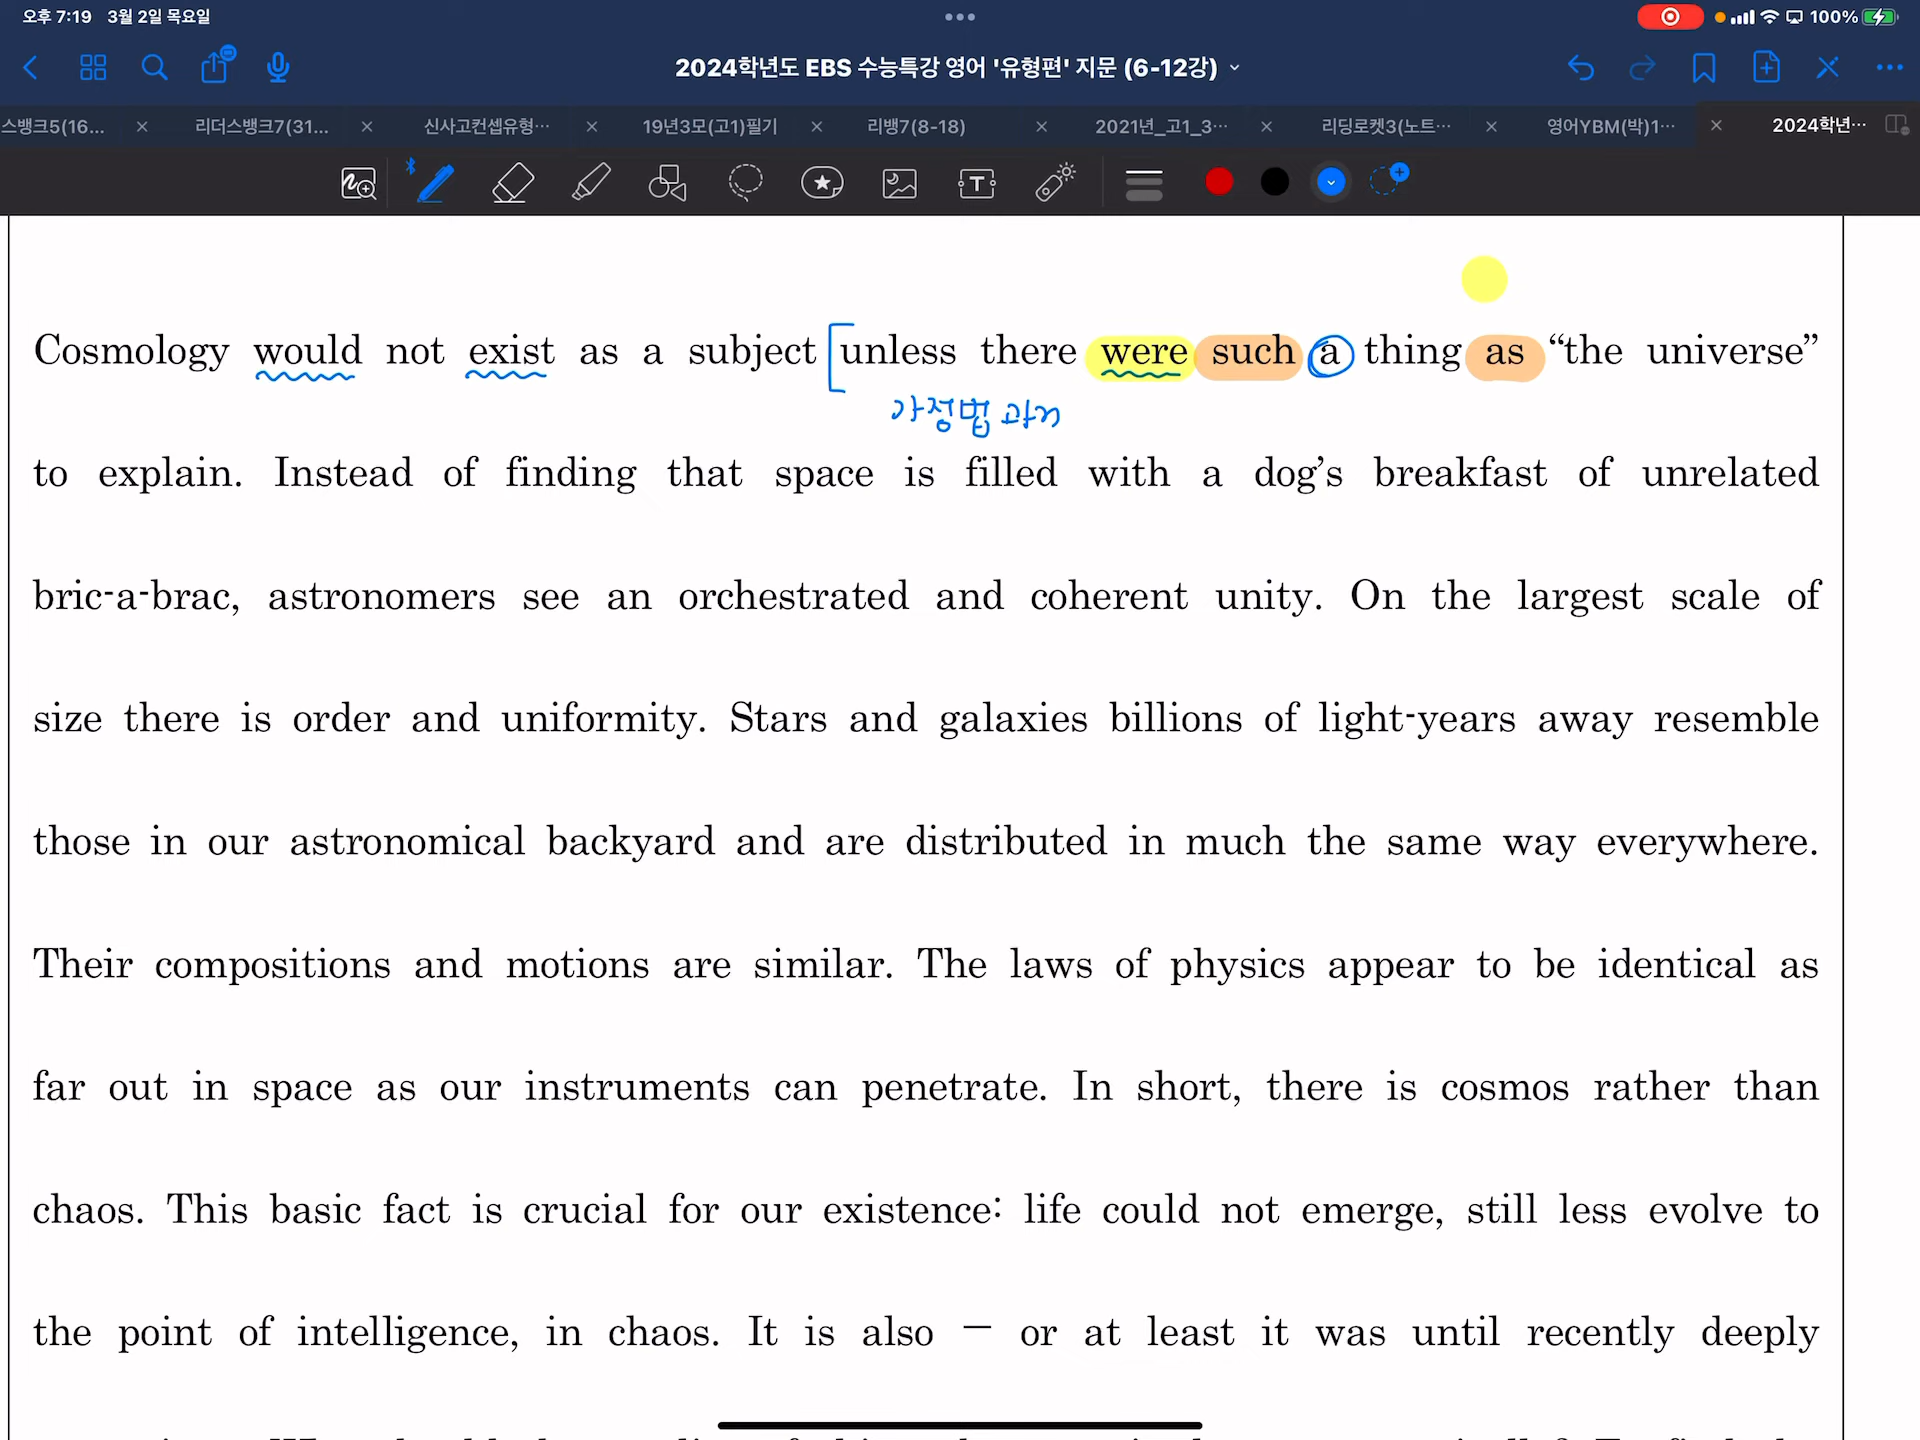 오후 7:19 3월 2일 목요일
100%
2024학년도 EBS 수능특강 영어 '유형편' 지문 (6-12강)
스뱅크5(16... 리더스뱅크7(31... 신사고컨셉유형... 19년3모(고1)필기 리뱅7(8-18) 2021년_고1_3... 리딩로켓3(노트... 영어YBM(박)1... 2024학년...
Cosmology would not exist as a subject unless there were such a thing as “the universe”
가정법 과거
to explain. Instead of finding that space is filled with a dog’s breakfast of unrelated
bric-a-brac, astronomers see an orchestrated and coherent unity. On the largest scale of
size there is order and uniformity. Stars and galaxies billions of light-years away resemble
those in our astronomical backyard and are distributed in much the same way everywhere.
Their compositions and motions are similar. The laws of physics appear to be identical as
far out in space as our instruments can penetrate. In short, there is cosmos rather than
chaos. This basic fact is crucial for our existence: life could not emerge, still less evolve to
the point of intelligence, in chaos. It is also — or at least it was until recently deeply